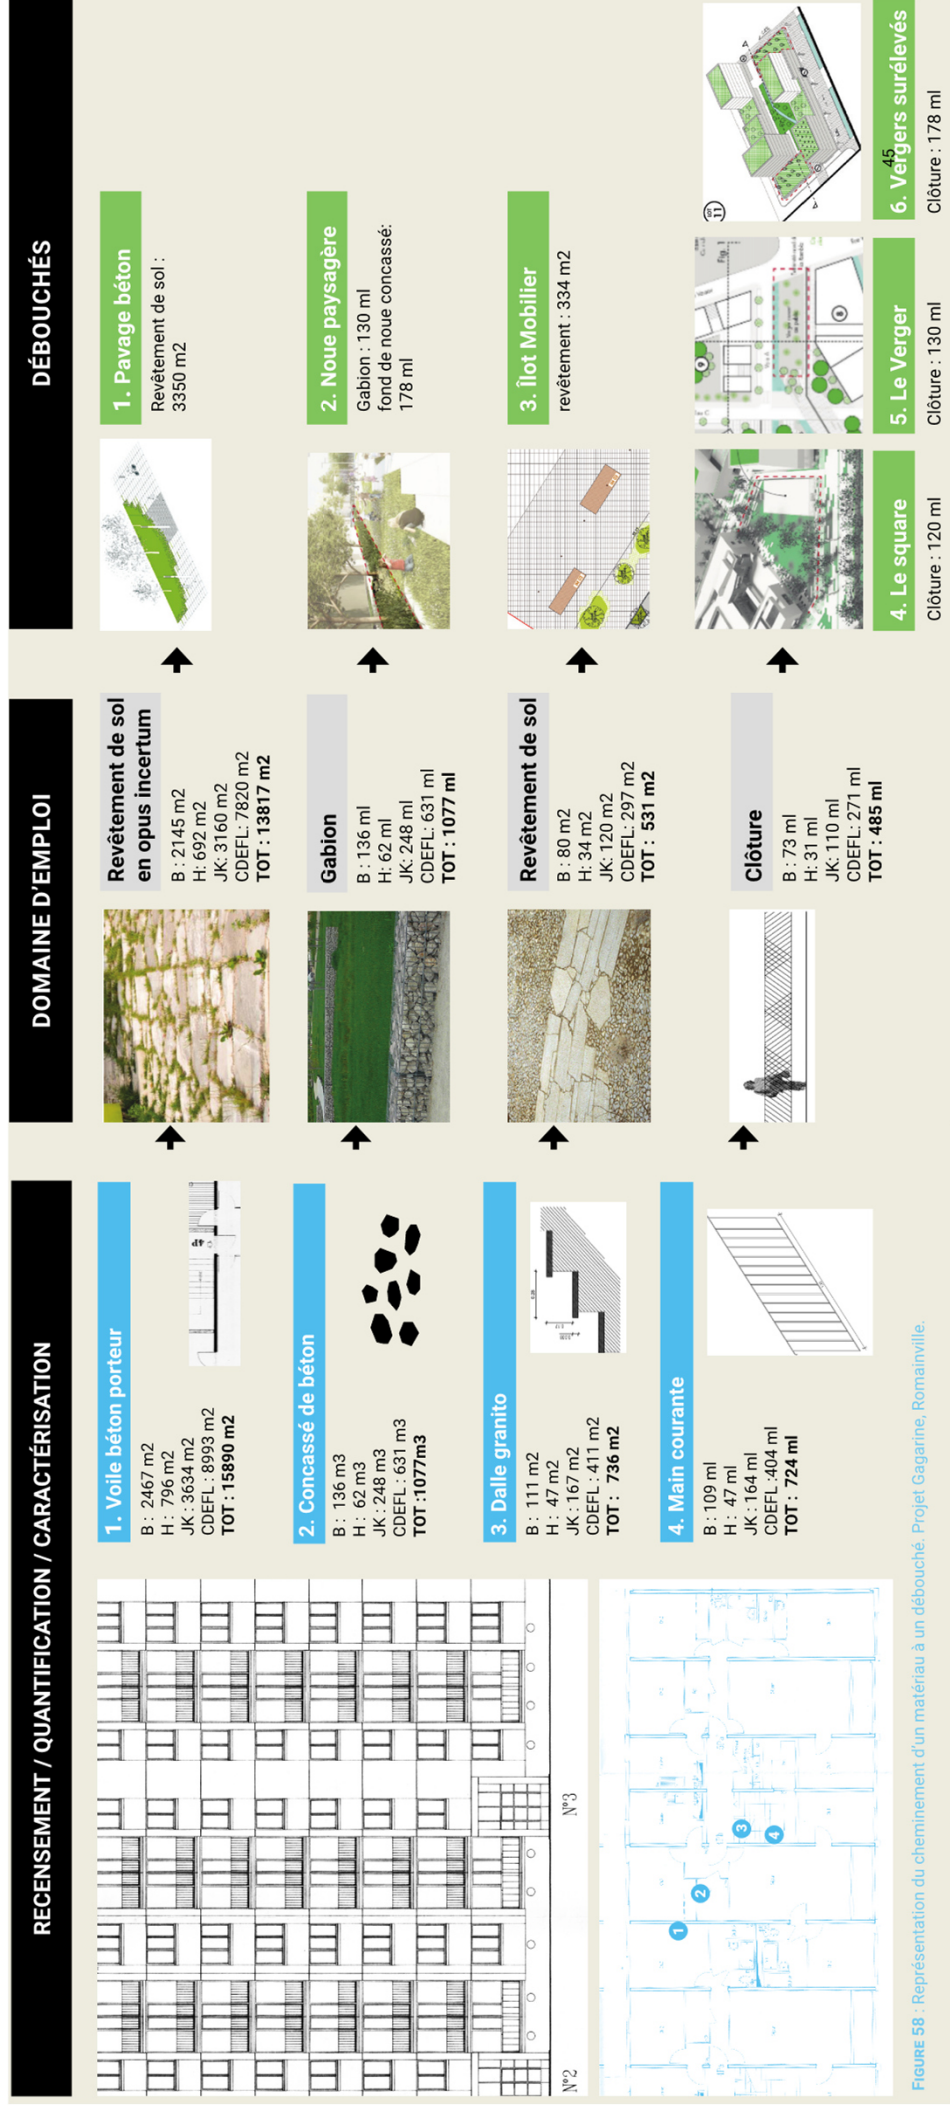 RECENSEMENT / QUANTIFICATION / CARACTÉRISATION
N°2
N°3
1
2
3
4
1. Voile béton porteur
B : 2467 m2
H : 796 m2
JK : 3634 m2
CDEFL : 8993 m2
TOT : 15890 m2
4P
2. Concassé de béton
B : 136 m3
H : 62 m3
JK : 248 m3
CDEFL : 631 m3
TOT :1077m3
3. Dalle granito
B : 111 m2
H : 47 m2
JK : 167 m2
CDEFL : 411 m2
TOT : 736 m2
4. Main courante
B : 109 ml
H : 47 ml
JK : 164 ml
CDEFL :404 ml
TOT : 724 ml
DOMAINE D'EMPLOI
Revêtement de sol
en opus incertum
B : 2145 m2
H: 692 m2
JK: 3160 m2
CDEFL: 7820 m2
TOT : 13817 m2
Gabion
B : 136 ml
H : 62 ml
JK: 248 ml
CDEFL: 631 ml
TOT : 1077 ml
Revêtement de sol
B : 80 m2
H: 34 m2
JK: 120 m2
CDEFL: 297 m2
TOT : 531 m2
Clôture
B : 73 ml
H : 31 ml
JK: 110 ml
CDEFL: 271 ml
TOT : 485 ml
DÉBOUCHÉS
1. Pavage béton
Revêtement de sol :
3350 m2
2. Noue paysagère
Gabion : 130 ml
fond de noue concassé:
178 ml
3. Îlot Mobilier
revêtement : 334 m2
4. Le square
Clôture : 120 ml
Fig.
5. Le Verger
Clôture : 130 ml
LOT
11
6. Vergers surélevés
Clôture : 178 ml
45
FIGURE 58 : Représentation du cheminement d'un matériau à un débouché. Projet Gagarine, Romainville.